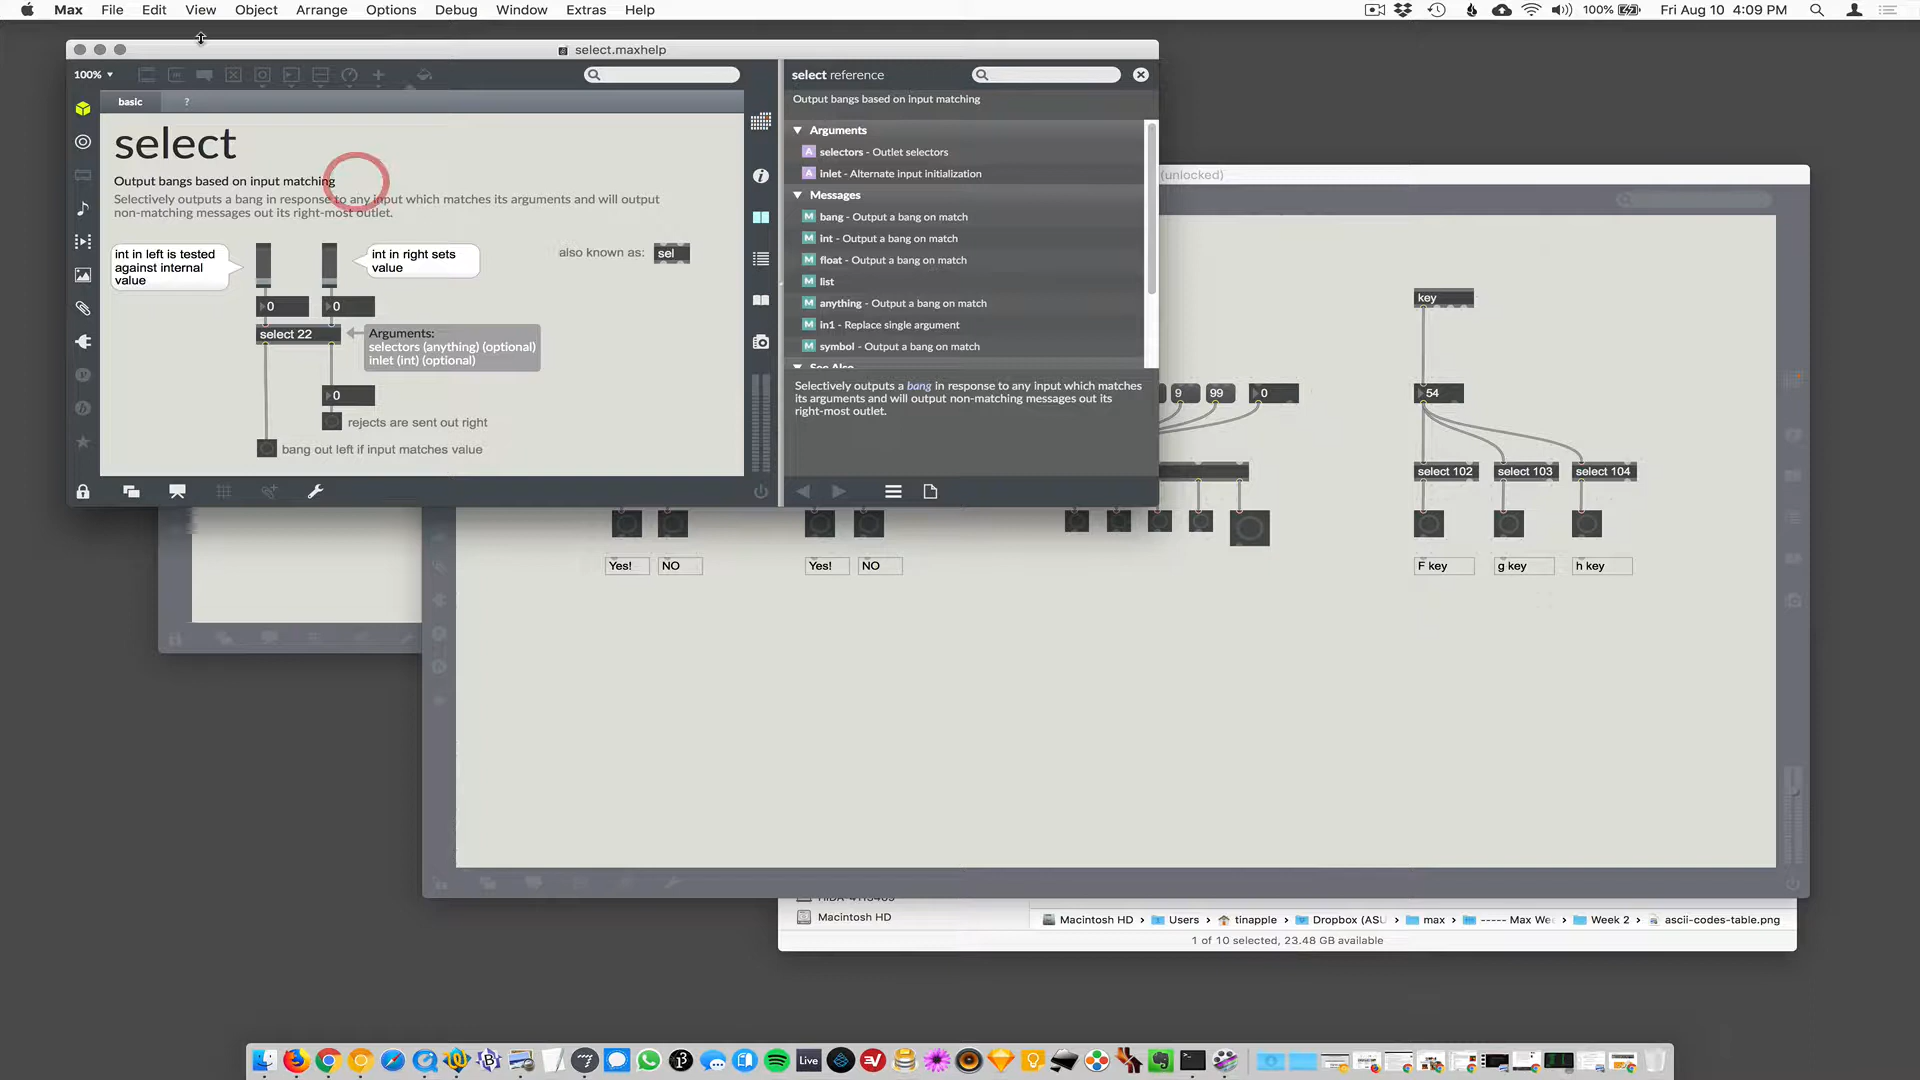 Max File Edit View Object Arrange Options Debug Window Extras Help
100% Fri Aug 10 4:09 PM
select.maxhelp
100%
basic ?
select
Output bangs based on input matching
Selectively outputs a bang in response to any input which matches its arguments and will output
non-matching messages out its right-most outlet.
int in left is tested
against internal
value
int in right sets
value
also known as: sel
0 0
select 22
Arguments:
selectors (anything) (optional)
inlet (int) (optional)
0
rejects are sent out right
bang out left if input matches value
select reference
Output bangs based on input matching
Arguments
A selectors - Outlet selectors
A inlet - Alternate input initialization
Messages
M bang - Output a bang on match
M int - Output a bang on match
M float - Output a bang on match
M list
M anything - Output a bang on match
M in1 - Replace single argument
M symbol - Output a bang on match
See Also
Selectively outputs a bang in response to any input which matches
its arguments and will output non-matching messages out its
right-most outlet.
(unlocked)
key
9 99 0 54
select 102 select 103 select 104
Yes! NO Yes! NO F key g key h key
Macintosh HD
Macintosh HD › Users › tinapple › Dropbox (ASU › max › ----- Max We › Week 2 › ascii-codes-table.png
1 of 10 selected, 23.48 GB available
Live